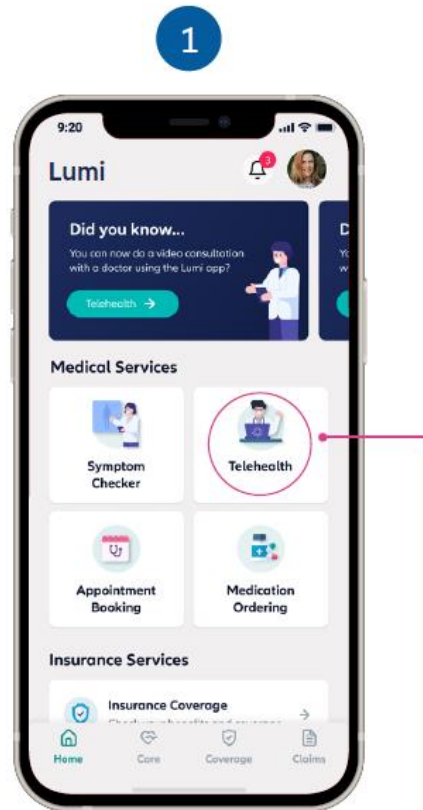 1
9:20
Lumi
3
Did you know...
D
You can now do a video consultation
with a doctor using the Lumi app?
Telehealth →
Medical Services
Symptom
Checker
Telehealth
Appointment
Booking
Medication
Ordering
Insurance Services
Insurance Coverage
Home
Care
Coverage
Claims